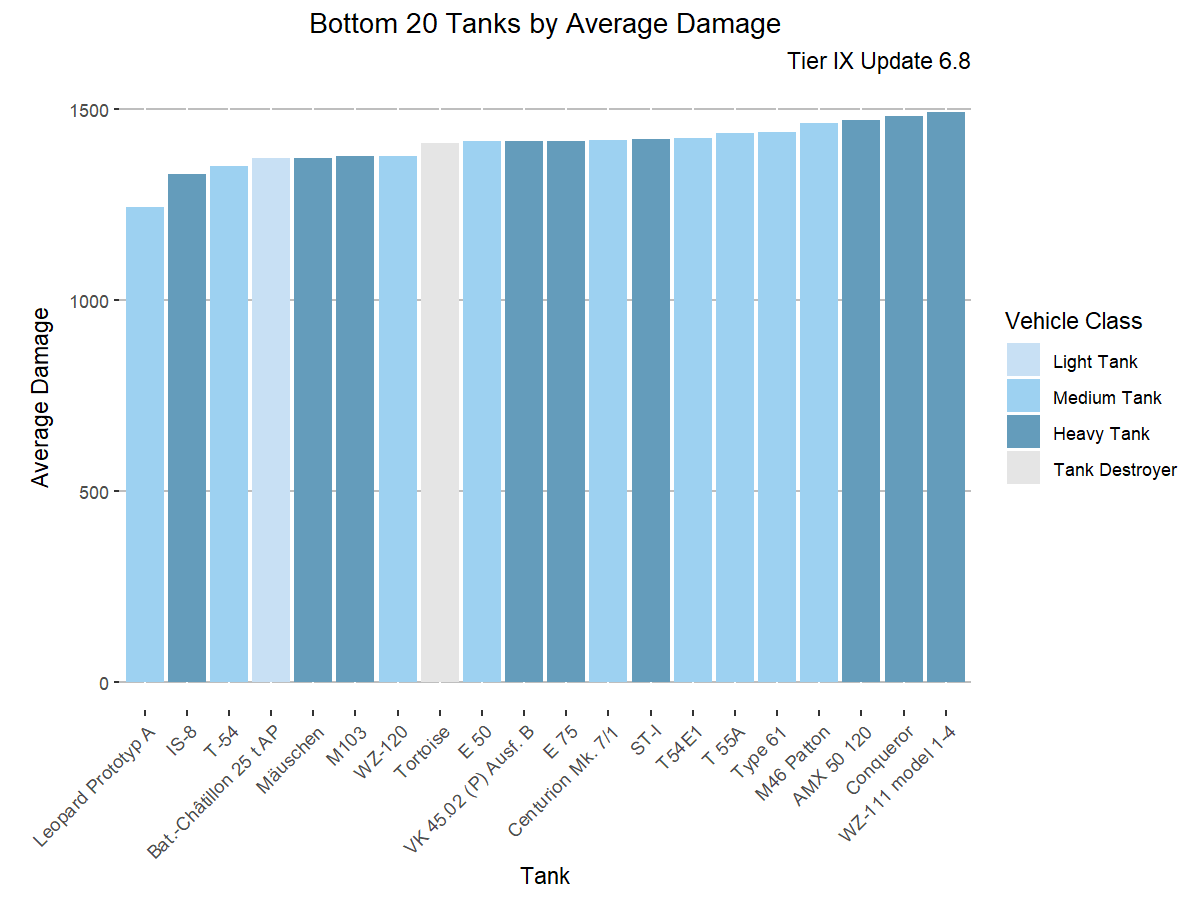 Bottom 20 Tanks by Average Damage
Tier IX Update 6.8
Average Damage
1500
1000
500
0
Leopard Prototyp A
IS-8
T-54
Bat.-Châtillon 25 t AP
Mäuschen
M103
WZ-120
Tortoise
E 50
VK 45.02 (P) Ausf. B
E 75
Centurion Mk. 7/1
ST-I
T54E1
T 55A
Type 61
M46 Patton
AMX 50 120
Conqueror
WZ-111 model 1-4
Tank
Vehicle Class
Light Tank
Medium Tank
Heavy Tank
Tank Destroyer